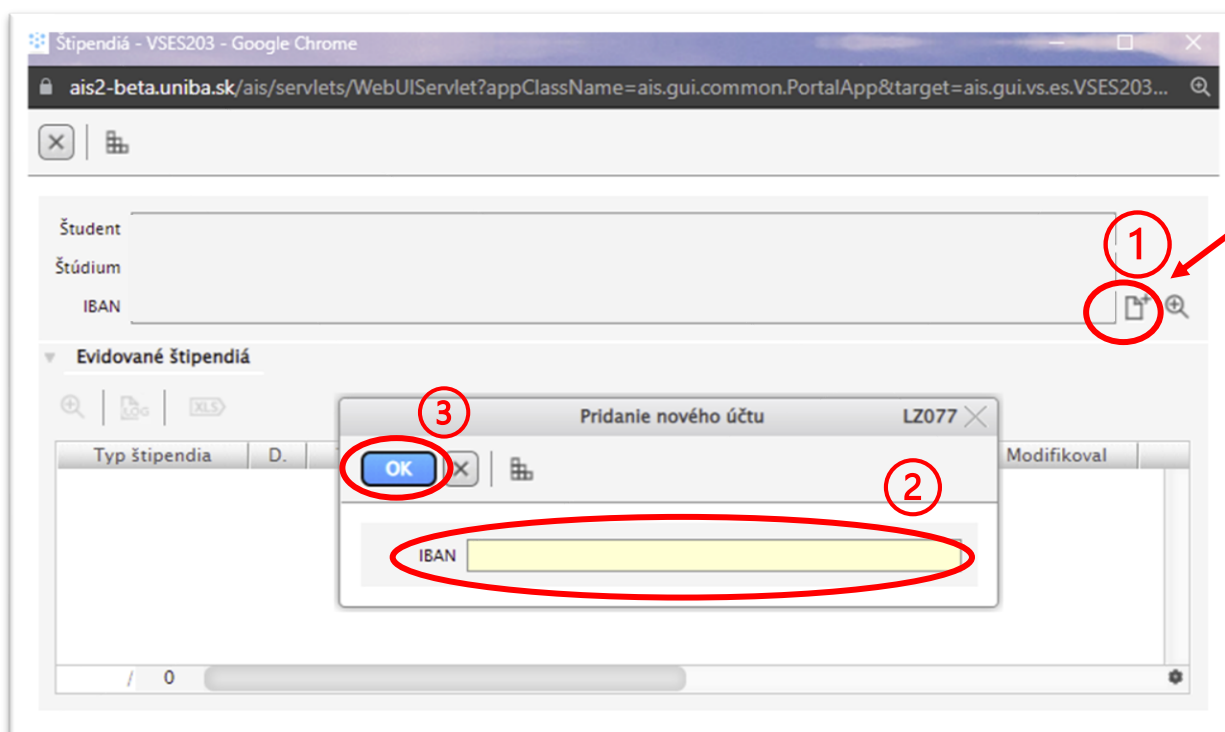 Štipendiá - VSES203 - Google Chrome
ais2-beta.uniba.sk/ais/servlets/WebUIServlet?appClassName=ais.gui.common.PortalApp&target=ais.gui.vs.es.VSES203...
Študent
1
Štúdium
IBAN
Evidované štipendiá
LOG XLS
3
Pridanie nového účtu LZ077
Typ štipendia D. Modifikoval
OK
2
IBAN
/ 0